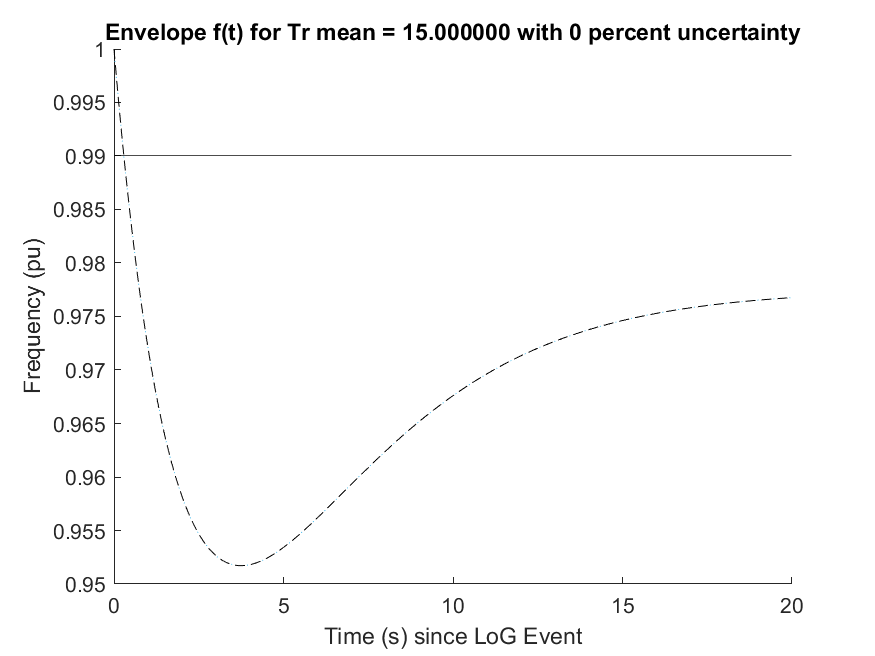 Envelope f(t) for Tr mean = 15.000000 with 0 percent uncertainty
1
0.995
0.99
0.985
0.98
0.975
0.97
0.965
0.96
0.955
0.95
Frequency (pu)
0 5 10 15 20
Time (s) since LoG Event